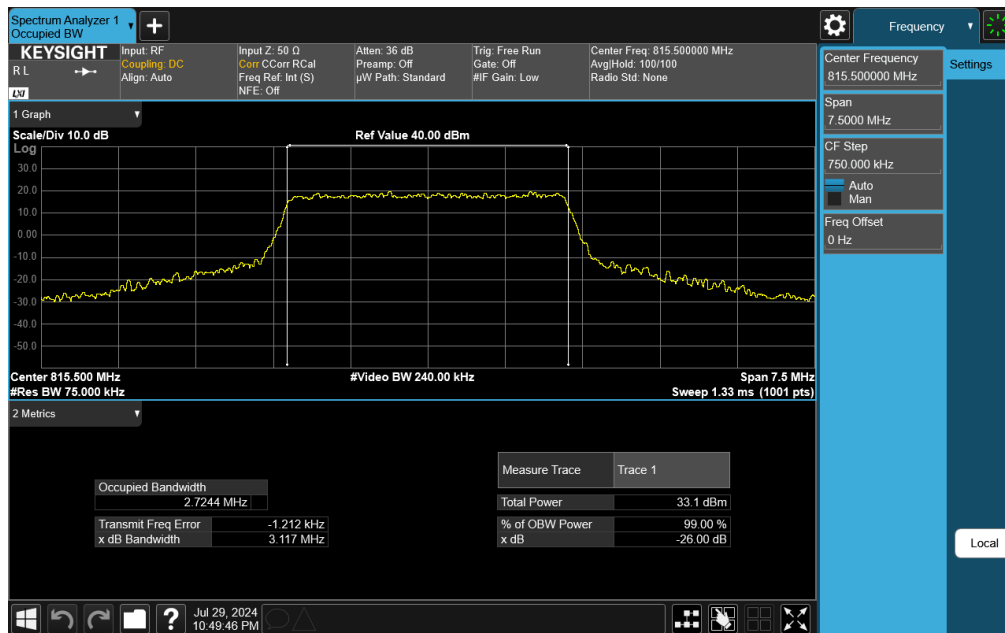 Spectrum Analyzer 1
Occupied BW
Frequency
KEYSIGHT
R L
LXI
Input: RF
Coupling: DC
Align: Auto
Input Z: 50 Ω
Corr CCorr RCal
Freq Ref: Int (S)
NFE: Off
Atten: 36 dB
Preamp: Off
µW Path: Standard
Trig: Free Run
Gate: Off
#IF Gain: Low
Center Freq: 815.500000 MHz
Avg|Hold: 100/100
Radio Std: None
Center Frequency
815.500000 MHz
Settings
Span
7.5000 MHz
CF Step
750.000 kHz
Auto
Man
Freq Offset
0 Hz
1 Graph
Scale/Div 10.0 dB
Ref Value 40.00 dBm
Log
30.0
20.0
10.0
0.00
-10.0
-20.0
-30.0
-40.0
-50.0
Center 815.500 MHz
#Video BW 240.00 kHz
Span 7.5 MHz
#Res BW 75.000 kHz
Sweep 1.33 ms (1001 pts)
2 Metrics
Measure Trace Trace 1
Occupied Bandwidth
2.7244 MHz
Total Power 33.1 dBm
Transmit Freq Error -1.212 kHz
% of OBW Power 99.00 %
x dB Bandwidth 3.117 MHz
x dB -26.00 dB
Local
?
Jul 29, 2024
10:49:46 PM